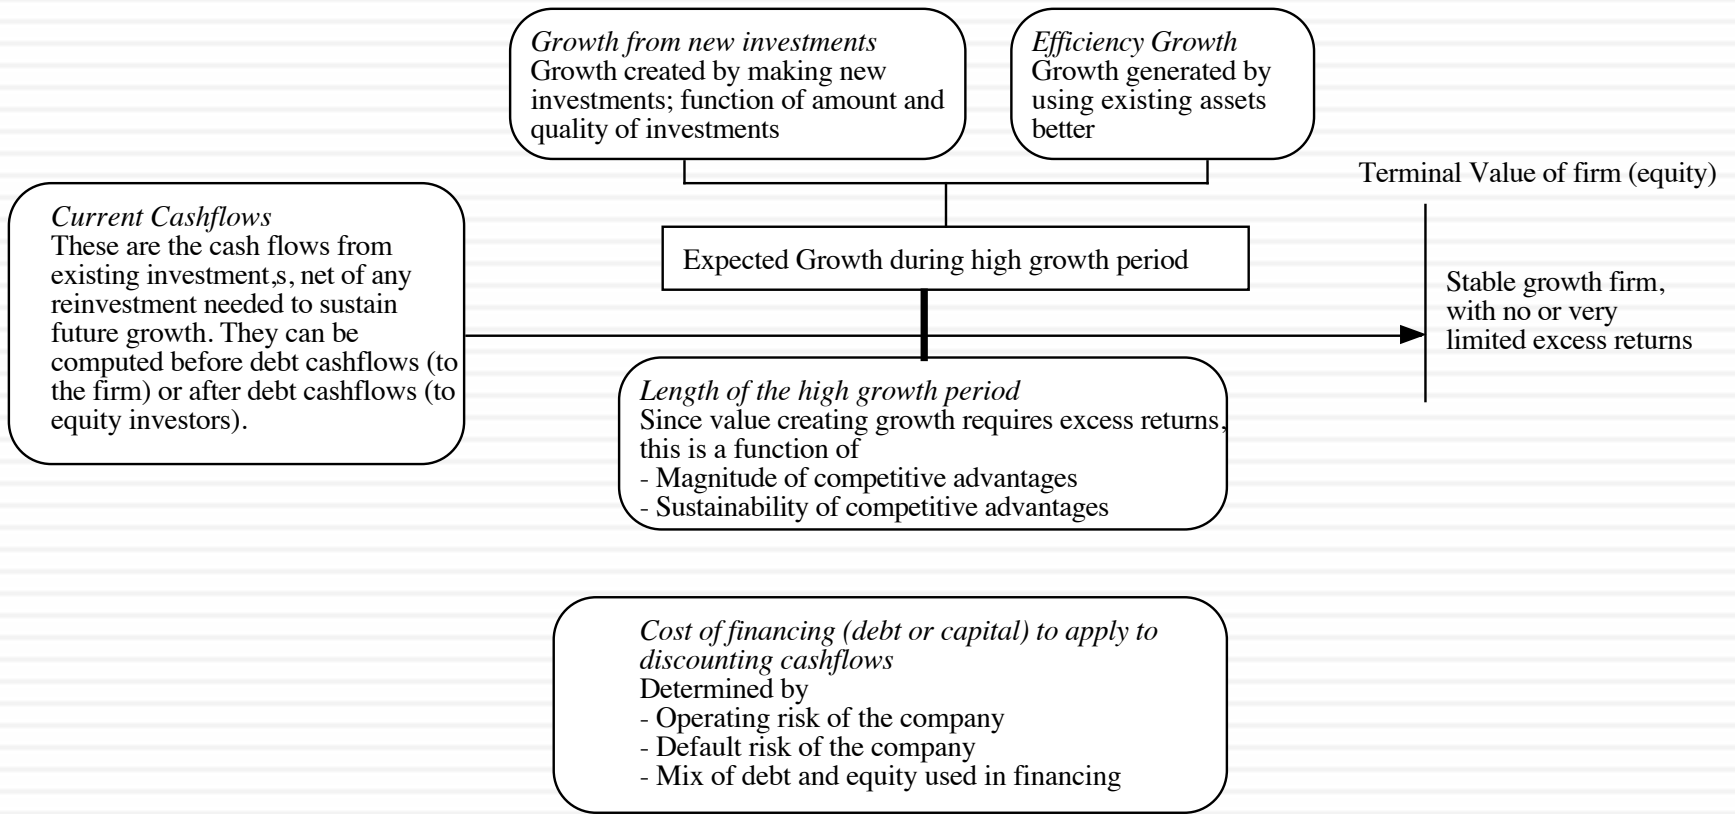 Growth from new investments
Growth created by making new
investments; function of amount and
quality of investments
Efficiency Growth
Growth generated by
using existing assets
better
Terminal Value of firm (equity)
Current Cashflows
These are the cash flows from
existing investment,s, net of any
reinvestment needed to sustain
future growth. They can be
computed before debt cashflows (to
the firm) or after debt cashflows (to
equity investors).
Expected Growth during high growth period
Stable growth firm,
with no or very
limited excess returns
Length of the high growth period
Since value creating growth requires excess returns,
this is a function of
- Magnitude of competitive advantages
- Sustainability of competitive advantages
Cost of financing (debt or capital) to apply to
discounting cashflows
Determined by
- Operating risk of the company
- Default risk of the company
- Mix of debt and equity used in financing